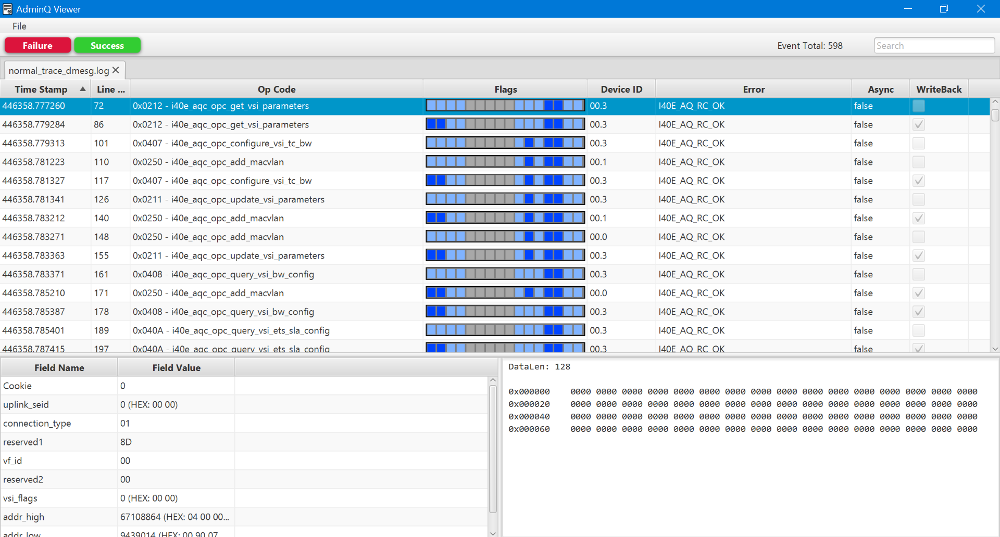 AdminQ Viewer
File
Failure Success Event Total: 598 Search
normal_trace_dmesg.log
Time Stamp Line ... Op Code Flags Device ID Error Async WriteBack
446358.777260 72 0x0212 - i40e_aqc_opc_get_vsi_parameters 00.3 I40E_AQ_RC_OK false
446358.779284 86 0x0212 - i40e_aqc_opc_get_vsi_parameters 00.3 I40E_AQ_RC_OK false
446358.779313 101 0x0407 - i40e_aqc_opc_configure_vsi_tc_bw 00.3 I40E_AQ_RC_OK false
446358.781223 110 0x0250 - i40e_aqc_opc_add_macvlan 00.1 I40E_AQ_RC_OK false
446358.781327 117 0x0407 - i40e_aqc_opc_configure_vsi_tc_bw 00.3 I40E_AQ_RC_OK false
446358.781341 126 0x0211 - i40e_aqc_opc_update_vsi_parameters 00.3 I40E_AQ_RC_OK false
446358.783212 140 0x0250 - i40e_aqc_opc_add_macvlan 00.1 I40E_AQ_RC_OK false
446358.783271 148 0x0250 - i40e_aqc_opc_add_macvlan 00.0 I40E_AQ_RC_OK false
446358.783363 155 0x0211 - i40e_aqc_opc_update_vsi_parameters 00.3 I40E_AQ_RC_OK false
446358.783371 161 0x0408 - i40e_aqc_opc_query_vsi_bw_config 00.3 I40E_AQ_RC_OK false
446358.785210 171 0x0250 - i40e_aqc_opc_add_macvlan 00.0 I40E_AQ_RC_OK false
446358.785387 178 0x0408 - i40e_aqc_opc_query_vsi_bw_config 00.3 I40E_AQ_RC_OK false
446358.785401 189 0x040A - i40e_aqc_opc_query_vsi_ets_sla_config 00.3 I40E_AQ_RC_OK false
446358.787415 197 0x040A - i40e_aqc_opc_query_vsi_ets_sla_config 00.3 I40E_AQ_RC_OK false
Field Name Field Value
Cookie 0
uplink_seid 0 (HEX: 00 00)
connection_type 01
reserved1 8D
vf_id 00
reserved2 00
vsi_flags 0 (HEX: 00 00)
addr_high 67108864 (HEX: 04 00 00...
addr_low 9439014 (HEX: 00 90 07
DataLen: 128
0x000000 0000 0000 0000 0000 0000 0000 0000 0000 0000 0000 0000 0000 0000 0000 0000 0000
0x000020 0000 0000 0000 0000 0000 0000 0000 0000 0000 0000 0000 0000 0000 0000 0000 0000
0x000040 0000 0000 0000 0000 0000 0000 0000 0000 0000 0000 0000 0000 0000 0000 0000 0000
0x000060 0000 0000 0000 0000 0000 0000 0000 0000 0000 0000 0000 0000 0000 0000 0000 0000